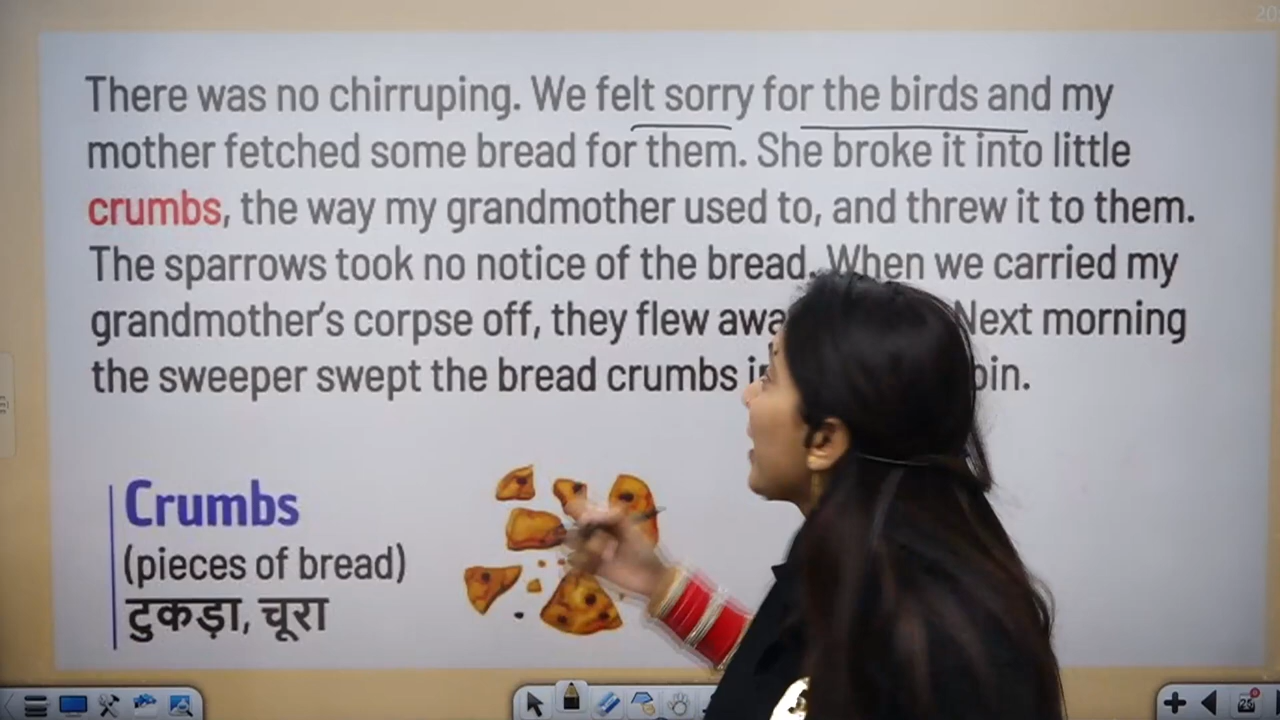 There was no chirruping. We felt sorry for the birds and my
mother fetched some bread for them. She broke it into little
crumbs, the way my grandmother used to, and threw it to them.
The sparrows took no notice of the bread. When we carried my
grandmother's corpse off, they flew Next morning
the sweeper swept the bread crumbs
Crumbs
(pieces of bread)
टुकड़ा, चूरा